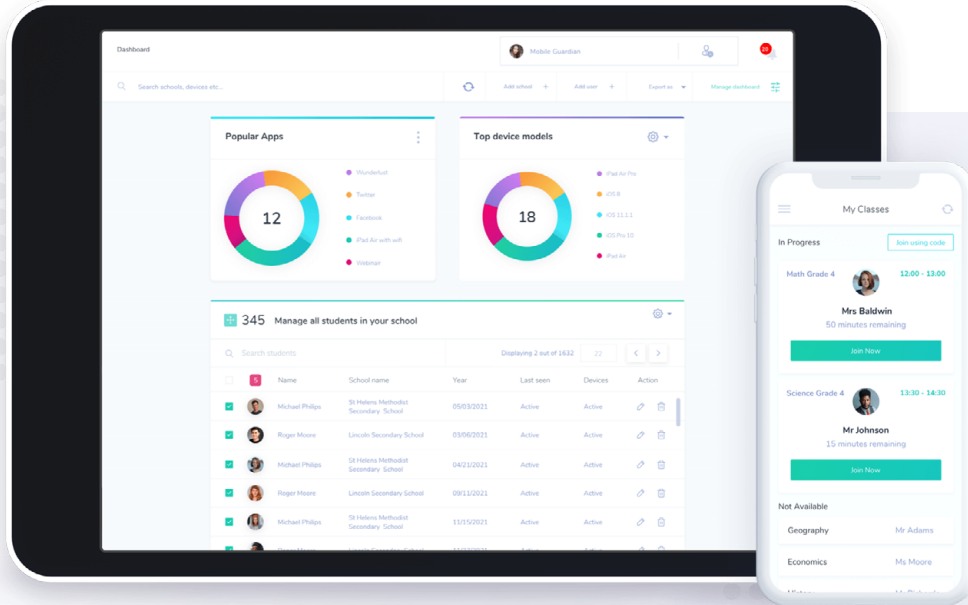 Dashboard
Mobile Guardian
20
Search schools, devices etc...
Add school +
Add user +
Export as
Manage dashboard
Popular Apps
12
Wunderlust
Twitter
Facebook
iPad Air with wifi
Webinar
Top device models
18
iPad Air Pro
iOS 8
iOS 11.1.1
iOS Pro 10
iPad Air
345 Manage all students in your school
Search students
Displaying 2 out of 1632
22
S Name School name Year Last seen Devices Action
Michael Philips St Helens Methodist Secondary School 05/03/2021 Active Active
Roger Moore Lincoln Secondary School 03/06/2021 Active Active
Michael Philips St Helens Methodist Secondary School 04/21/2021 Active Active
Roger Moore Lincoln Secondary School 09/11/2021 Active Active
Michael Philips St Helens Methodist Secondary School 11/15/2021 Active Active
My Classes
In Progress
Join using code
Math Grade 4
12:00 - 13:00
Mrs Baldwin
50 minutes remaining
Join Now
Science Grade 4
13:30 - 14:30
Mr Johnson
15 minutes remaining
Join Now
Not Available
Geography Mr Adams
Economics Ms Moore